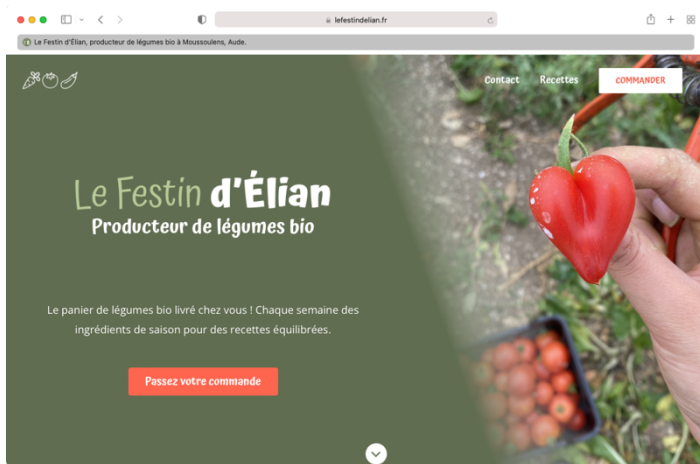 lefestindelian.fr
Le Festin d'Élian, producteur de légumes bio à Moussoulens, Aude.
Contact Recettes COMMANDER
Le Festin d'Élian
Producteur de légumes bio
Le panier de légumes bio livré chez vous ! Chaque semaine des
ingrédients de saison pour des recettes équilibrées.
Passez votre commande